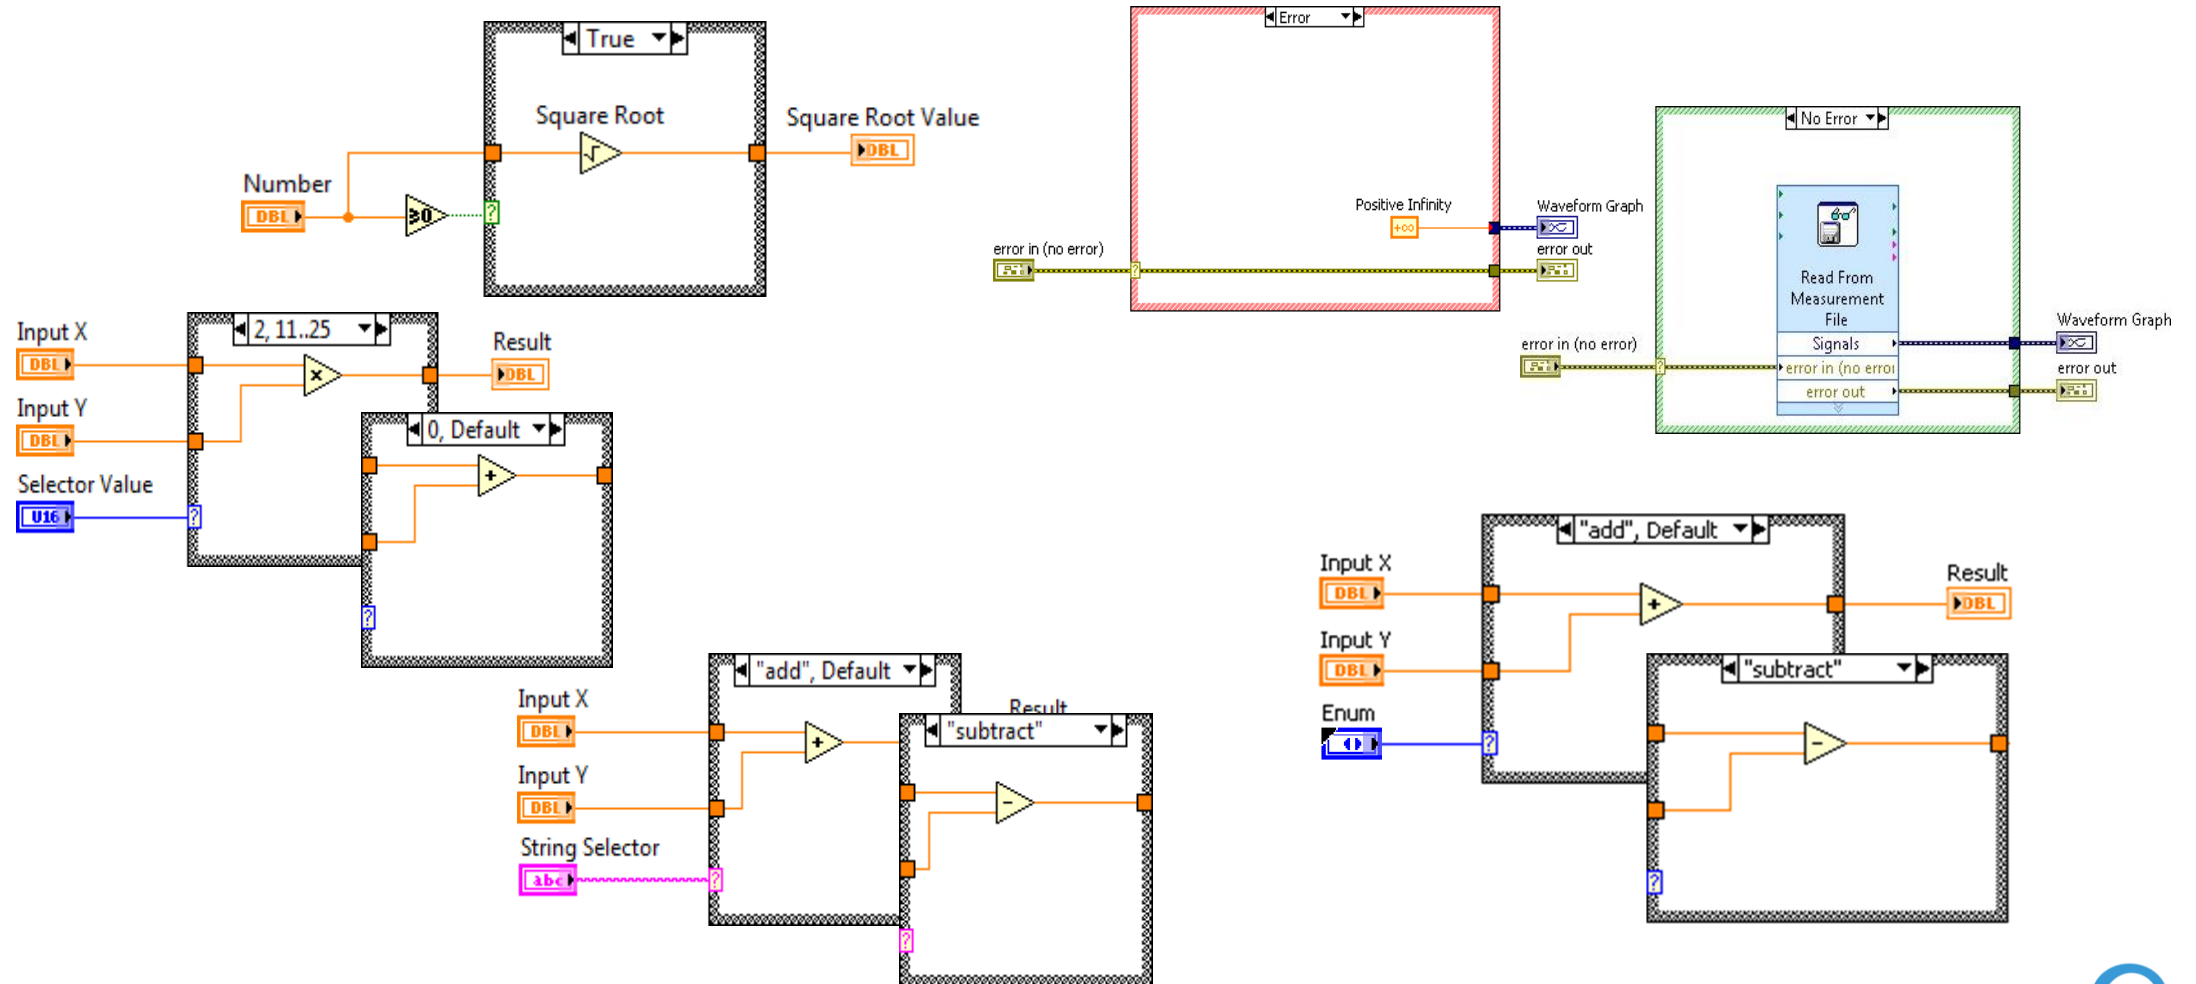 True
Square Root
Square Root Value
DBL
Number
DBL
≥0
?
Error
Positive Infinity
+∞
Waveform Graph
error in (no error)
error out
?
No Error
Read From
Measurement
File
Signals
error in (no erroı
error out
Waveform Graph
error in (no error)
error out
?
2, 11..25
Input X
DBL
×
Result
DBL
Input Y
DBL
Selector Value
U16
?
0, Default
+
?
"add", Default
Input X
DBL
+
Result
Input Y
DBL
String Selector
abc
?
"subtract"
-
?
"add", Default
Input X
DBL
+
Result
DBL
Input Y
DBL
Enum
?
"subtract"
-
?